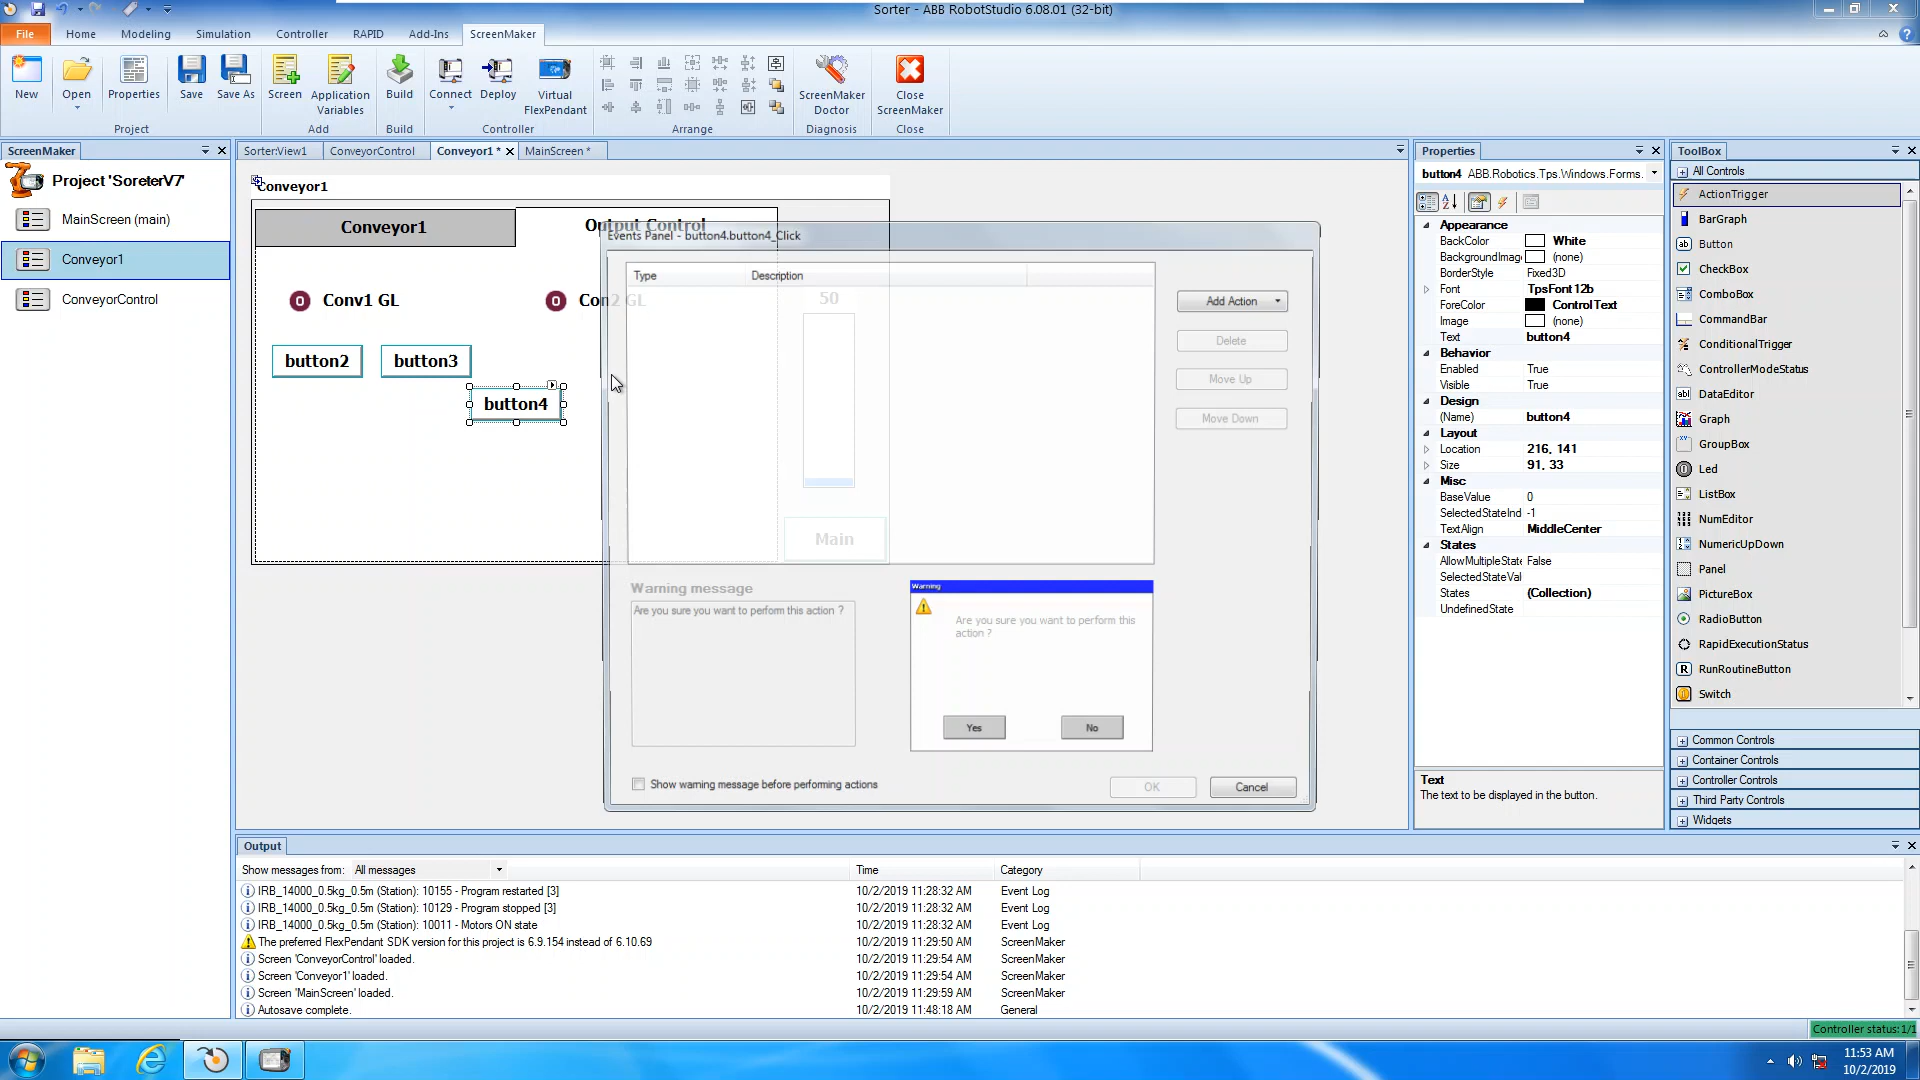 Sorter - ABB RobotStudio 6.08.01 (32-bit)
File Home Modeling Simulation Controller RAPID Add-Ins ScreenMaker
New Open Properties Save Save As Screen Application Variables Build Connect Deploy Virtual FlexPendant ScreenMaker Doctor Close ScreenMaker
Project Add Build Controller Arrange Diagnosis Close
ScreenMaker
Project 'SoreterV7'
MainScreen (main)
Conveyor1
ConveyorControl
Sorter:View1 ConveyorControl Conveyor1 * MainScreen *
Conveyor1
Conveyor1 Output Control
Conv1 GL Con2 GL
50
button2 button3
button4
Main
Events Panel - button4.button4_Click
Type Description
Add Action
Delete
Move Up
Move Down
Warning message
Are you sure you want to perform this action ?
Warning
Are you sure you want to perform this
action ?
Yes No
Show warning message before performing actions
OK Cancel
Properties
button4 ABB.Robotics.Tps.Windows.Forms.
Appearance
BackColor White
BackgroundImag (none)
BorderStyle Fixed3D
Font TpsFont12b
ForeColor ControlText
Image (none)
Text button4
Behavior
Enabled True
Visible True
Design
(Name) button4
Layout
Location 216, 141
Size 91, 33
Misc
BaseValue 0
SelectedStateInd -1
TextAlign MiddleCenter
States
AllowMultipleState False
SelectedStateVal
States (Collection)
UndefinedState
Text
The text to be displayed in the button.
ToolBox
All Controls
ActionTrigger
BarGraph
Button
CheckBox
ComboBox
CommandBar
ConditionalTrigger
ControllerModeStatus
DataEditor
Graph
GroupBox
Led
ListBox
NumEditor
NumericUpDown
Panel
PictureBox
RadioButton
RapidExecutionStatus
RunRoutineButton
Switch
Common Controls
Container Controls
Controller Controls
Third Party Controls
Widgets
Output
Show messages from: All messages Time Category
IRB_14000_0.5kg_0.5m (Station): 10155 - Program restarted [3] 10/2/2019 11:28:32 AM Event Log
IRB_14000_0.5kg_0.5m (Station): 10129 - Program stopped [3] 10/2/2019 11:28:32 AM Event Log
IRB_14000_0.5kg_0.5m (Station): 10011 - Motors ON state 10/2/2019 11:28:32 AM Event Log
The preferred FlexPendant SDK version for this project is 6.9.154 instead of 6.10.69 10/2/2019 11:29:50 AM ScreenMaker
Screen 'ConveyorControl' loaded. 10/2/2019 11:29:54 AM ScreenMaker
Screen 'Conveyor1' loaded. 10/2/2019 11:29:54 AM ScreenMaker
Screen 'MainScreen' loaded. 10/2/2019 11:29:59 AM ScreenMaker
Autosave complete. 10/2/2019 11:48:18 AM General
Controller status: 1/1
11:53 AM
10/2/2019